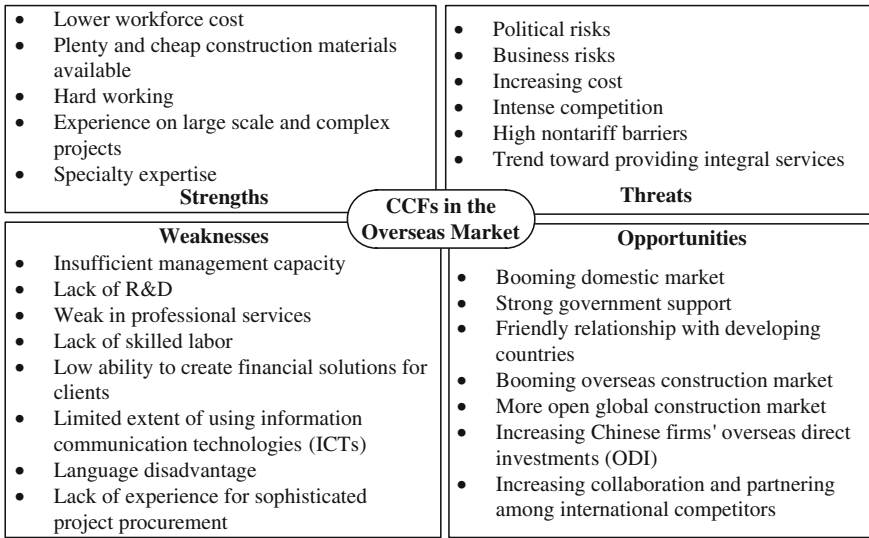 • Lower workforce cost
• Plenty and cheap construction materials
available
• Hard working
• Experience on large scale and complex
projects
• Specialty expertise
Strengths
• Political risks
• Business risks
• Increasing cost
• Intense competition
• High nontariff barriers
• Trend toward providing integral services
Threats
CCFs in the
Overseas Market
Weaknesses
• Insufficient management capacity
• Lack of R&D
• Weak in professional services
• Lack of skilled labor
• Low ability to create financial solutions for
clients
• Limited extent of using information
communication technologies (ICTs)
• Language disadvantage
• Lack of experience for sophisticated
project procurement
Opportunities
• Booming domestic market
• Strong government support
• Friendly relationship with developing
countries
• Booming overseas construction market
• More open global construction market
• Increasing Chinese firms' overseas direct
investments (ODI)
• Increasing collaboration and partnering
among international competitors